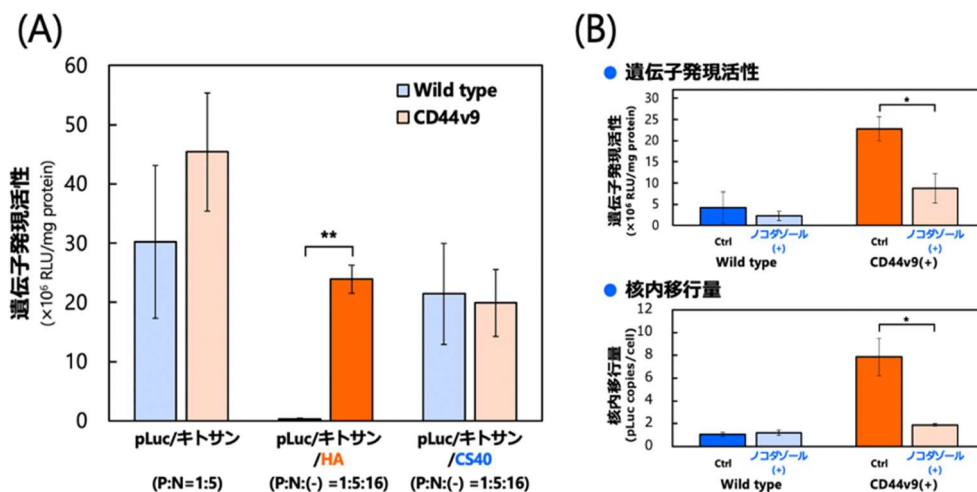 (A)
遺伝子発現活性
(×10⁶ RLU/mg protein)
60
50
40
30
20
10
0
Wild type
CD44v9
**
pLuc/キトサン
(P:N=1:5)
pLuc/キトサン
/HA
(P:N:(-) =1:5:16)
pLuc/キトサン
/CS40
(P:N:(-) =1:5:16)
(B)
● 遺伝子発現活性
遺伝子発現活性
(×10⁶ RLU/mg protein)
30
25
20
15
10
5
0
*
Ctrl
ノコダゾール
(+)
Ctrl
ノコダゾール
(+)
Wild type
CD44v9(+)
● 核内移行量
核内移行量
(pLuc copies/cell)
12
10
8
6
4
2
0
*
Ctrl
ノコダゾール
(+)
Ctrl
ノコダゾール
(+)
Wild type
CD44v9(+)